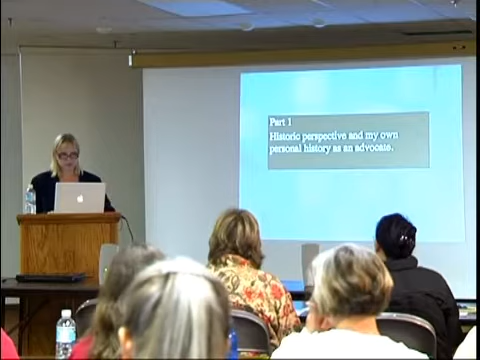 Part 1
Historic perspective and my own
personal history as an advocate.